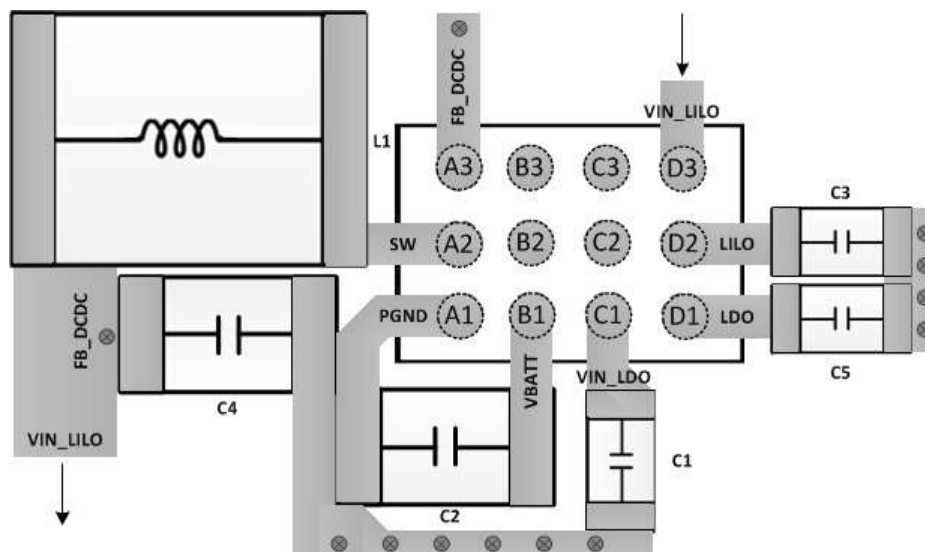 FB_DCDC
VIN_LILO
L1
A3 B3 C3 D3
C3
SW A2 B2 C2 D2 LILO
FB_DCDC
PGND A1 B1 C1 D1 LDO
C5
VBATT
VIN_LDO
C4
VIN_LILO
C1
C2